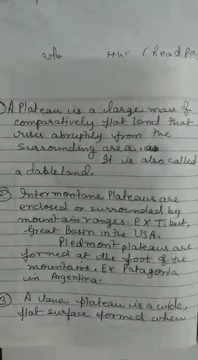 (Read Pa
① A Plateau is a large mass of
comparatively flat land that
rises abruptly from the
surrounding area.
It is also called
a tableland.
② Intermontane Plateaus are
enclosed or surrounded by
mountain ranges. Ex Tibet,
Great Basin in the USA.
Piedmont plateaus are
formed at the foot of the
mountains. Ex Patagonia
in Argentina.
③ A lava plateau is a wide,
flat surface formed when